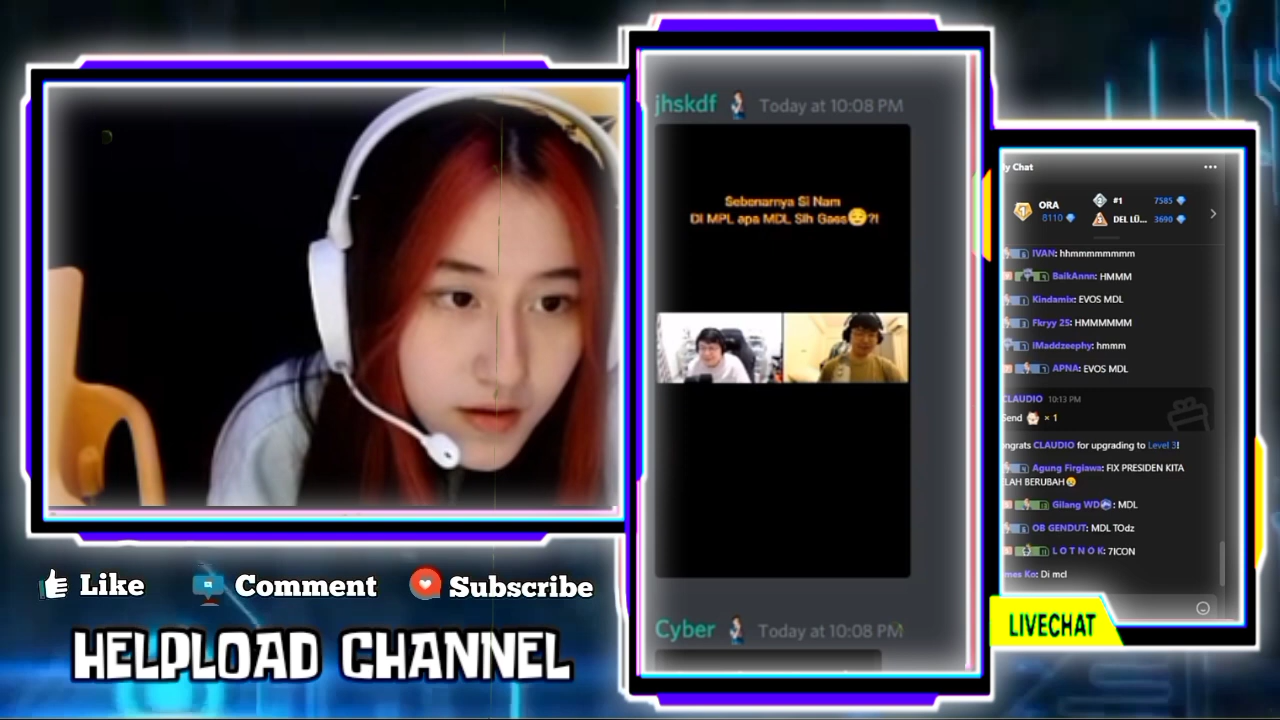 Like
Comment
Subscribe
HELPLOAD CHANNEL
jhskdf Today at 10:08 PM
Sebenarnya Si Nam
Di MPL apa MDL Sih Gaes😔?!
Cyber Today at 10:08 PM
y Chat
ORA
8110
#1 7585
DEL LŪ... 3690
IVAN: hhmmmmmmmmm
BaikAnnn: HMMM
Kindamix: EVOS MDL
Fkryy 2S: HMMMMMM
iMaddzeephy: hmmm
APNA: EVOS MDL
CLAUDIO 10:13 PM
Send × 1
ngrats CLAUDIO for upgrading to Level 3!
Agung Firgiawa: FIX PRESIDEN KITA
LAH BERUBAH😢
Gilang WD: MDL
OB GENDUT: MDL TOdz
L O T N O K: 7ICON
mes Ko: Di mcl
LIVECHAT